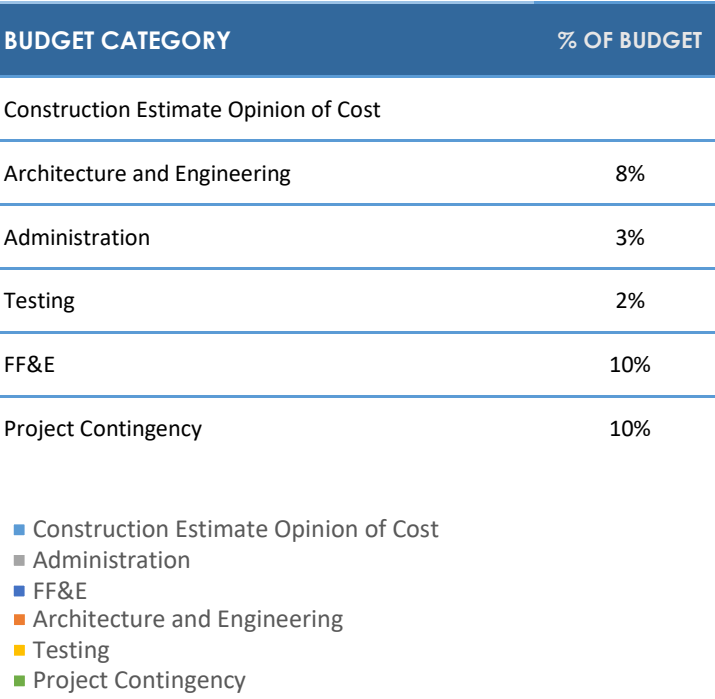 BUDGET CATEGORY % OF BUDGET
Construction Estimate Opinion of Cost
Architecture and Engineering 8%
Administration 3%
Testing 2%
FF&E 10%
Project Contingency 10%
Construction Estimate Opinion of Cost
Administration
FF&E
Architecture and Engineering
Testing
Project Contingency